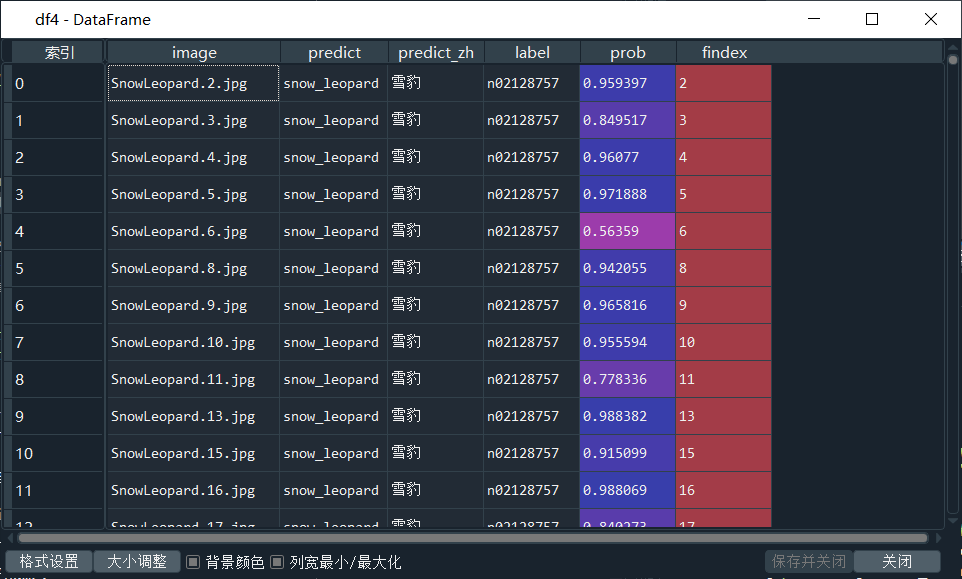 df4 - DataFrame
索引 image predict predict_zh label prob findex
0 SnowLeopard.2.jpg snow_leopard 雪豹 n02128757 0.959397 2
1 SnowLeopard.3.jpg snow_leopard 雪豹 n02128757 0.849517 3
2 SnowLeopard.4.jpg snow_leopard 雪豹 n02128757 0.96077 4
3 SnowLeopard.5.jpg snow_leopard 雪豹 n02128757 0.971888 5
4 SnowLeopard.6.jpg snow_leopard 雪豹 n02128757 0.56359 6
5 SnowLeopard.8.jpg snow_leopard 雪豹 n02128757 0.942055 8
6 SnowLeopard.9.jpg snow_leopard 雪豹 n02128757 0.965816 9
7 SnowLeopard.10.jpg snow_leopard 雪豹 n02128757 0.955594 10
8 SnowLeopard.11.jpg snow_leopard 雪豹 n02128757 0.778336 11
9 SnowLeopard.13.jpg snow_leopard 雪豹 n02128757 0.988382 13
10 SnowLeopard.15.jpg snow_leopard 雪豹 n02128757 0.915099 15
11 SnowLeopard.16.jpg snow_leopard 雪豹 n02128757 0.988069 16
12 SnowLeopard.17.jpg snow_leopard 雪豹 n02128757 0.840273 17
格式设置 大小调整 背景颜色 列宽最小/最大化 保存并关闭 关闭